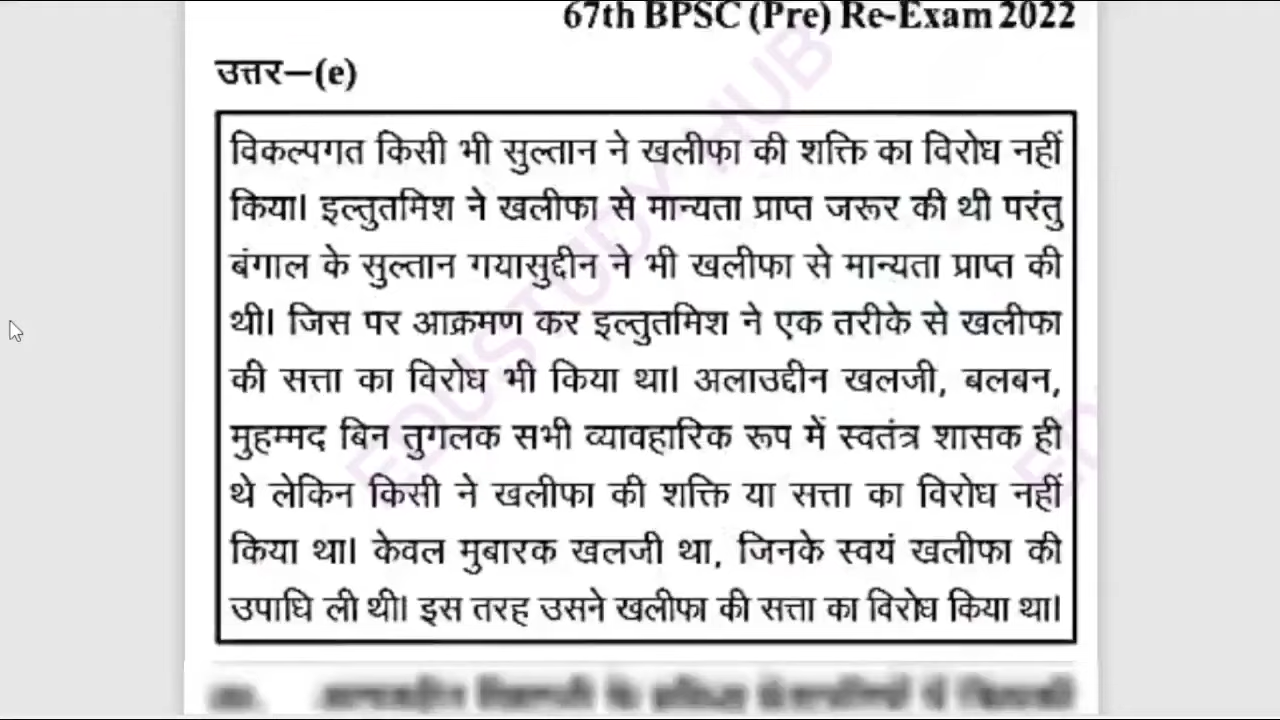 67th BPSC (Pre) Re-Exam 2022
उत्तर–(e)
विकल्पगत किसी भी सुल्तान ने खलीफा की शक्ति का विरोध नहीं
किया। इल्तुतमिश ने खलीफा से मान्यता प्राप्त जरूर की थी परंतु
बंगाल के सुल्तान गयासुद्दीन ने भी खलीफा से मान्यता प्राप्त की
थी। जिस पर आक्रमण कर इल्तुतमिश ने एक तरीके से खलीफा
की सत्ता का विरोध भी किया था। अलाउद्दीन खलजी, बलबन,
मुहम्मद बिन तुगलक सभी व्यावहारिक रूप में स्वतंत्र शासक ही
थे लेकिन किसी ने खलीफा की शक्ति या सत्ता का विरोध नहीं
किया था। केवल मुबारक खलजी था, जिनके स्वयं खलीफा की
उपाधि ली थी। इस तरह उसने खलीफा की सत्ता का विरोध किया था।
EDUSTUDY HUB